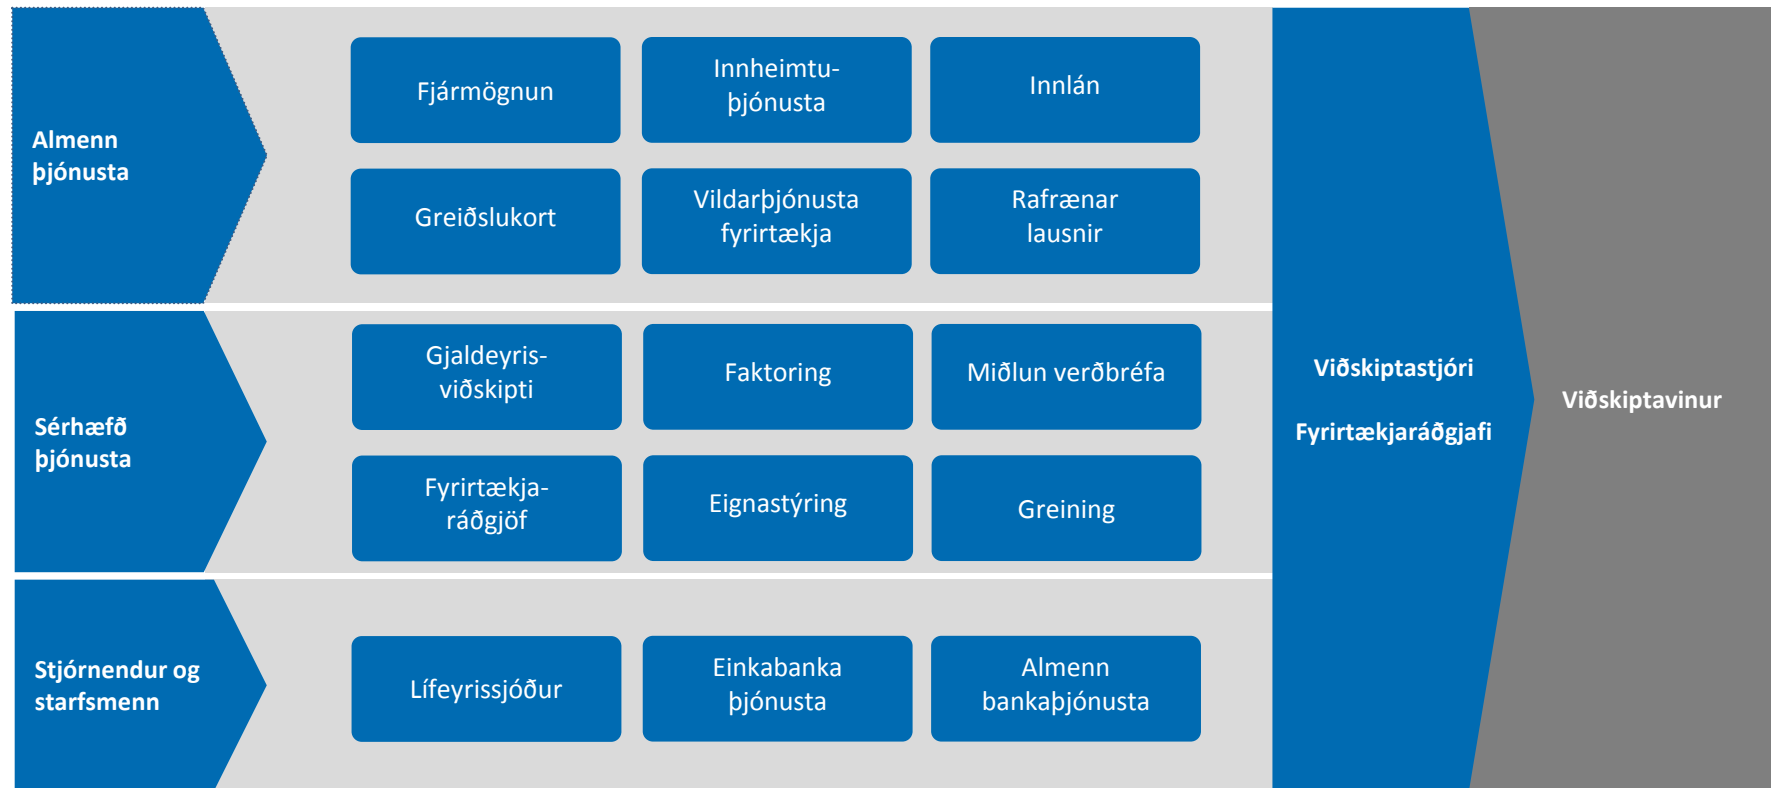 Almenn
þjónusta
Fjármögnun
Innheimtu-
þjónusta
Innlán
Greiðslukort
Vildarþjónusta
fyrirtækja
Rafrænar
lausnir
Sérhæfð
þjónusta
Gjaldeyris-
viðskipti
Faktoring
Miðlun verðbréfa
Fyrirtækja-
ráðgjöf
Eignastýring
Greining
Stjórnendur og
starfsmenn
Lífeyrissjóður
Einkabanka
þjónusta
Almenn
bankaþjónusta
Viðskiptastjóri
Fyrirtækjaráðgjafi
Viðskiptavinur